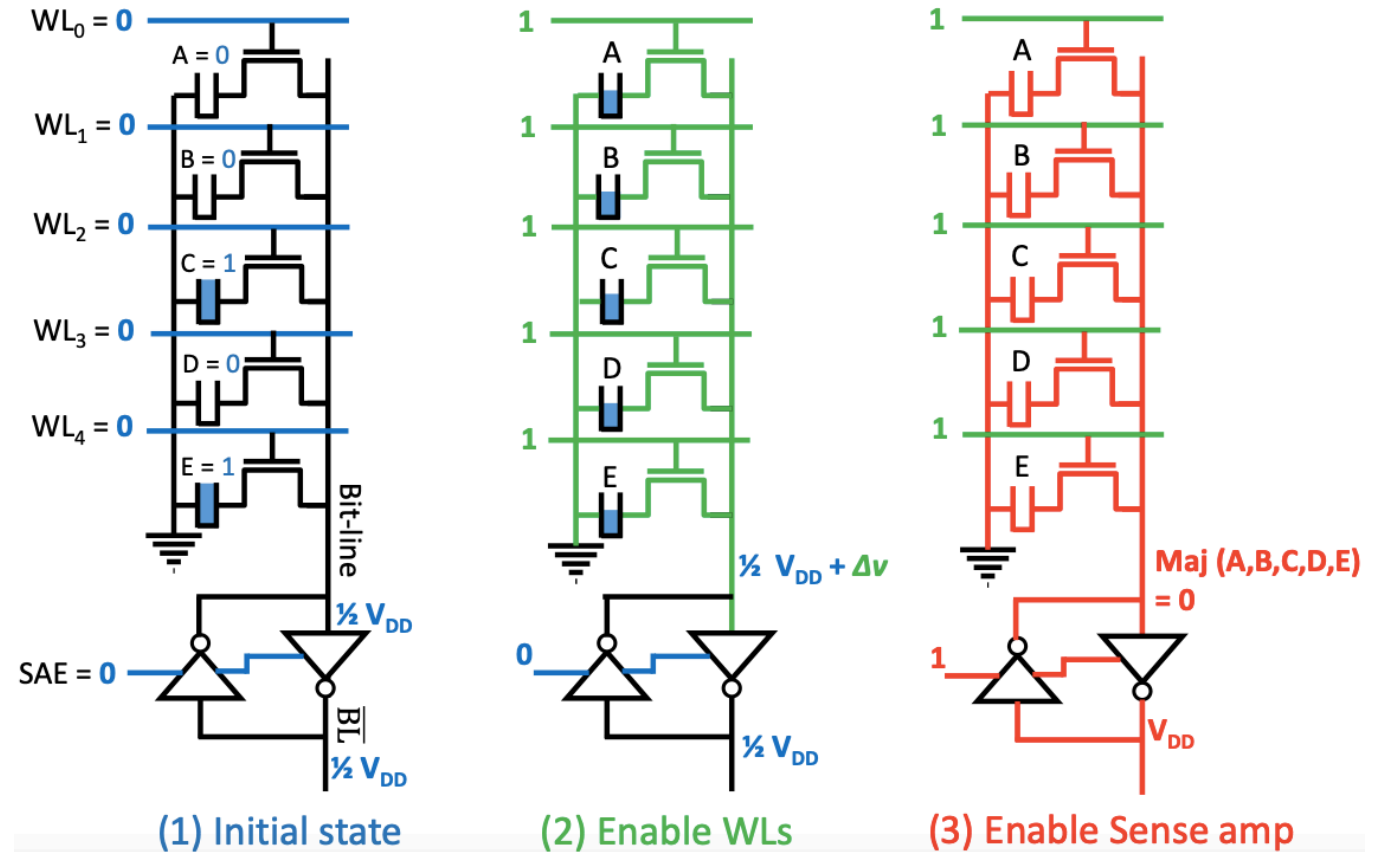 WL0 = 0
A = 0
WL1 = 0
B = 0
WL2 = 0
C = 1
WL3 = 0
D = 0
WL4 = 0
E = 1
Bit-line
½ VDD
SAE = 0
B̅L̅
½ VDD
(1) Initial state
1
A
1
B
1
C
1
D
1
E
½ VDD + Δv
0
½ VDD
(2) Enable WLs
1
A
1
B
1
C
1
D
1
E
Maj (A,B,C,D,E)
= 0
1
VDD
(3) Enable Sense amp